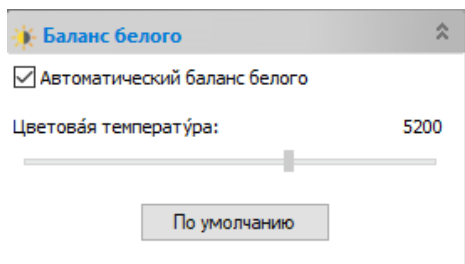 Баланс белого
Автоматический баланс белого
Цветова́я температу́ра: 5200
По умолчанию